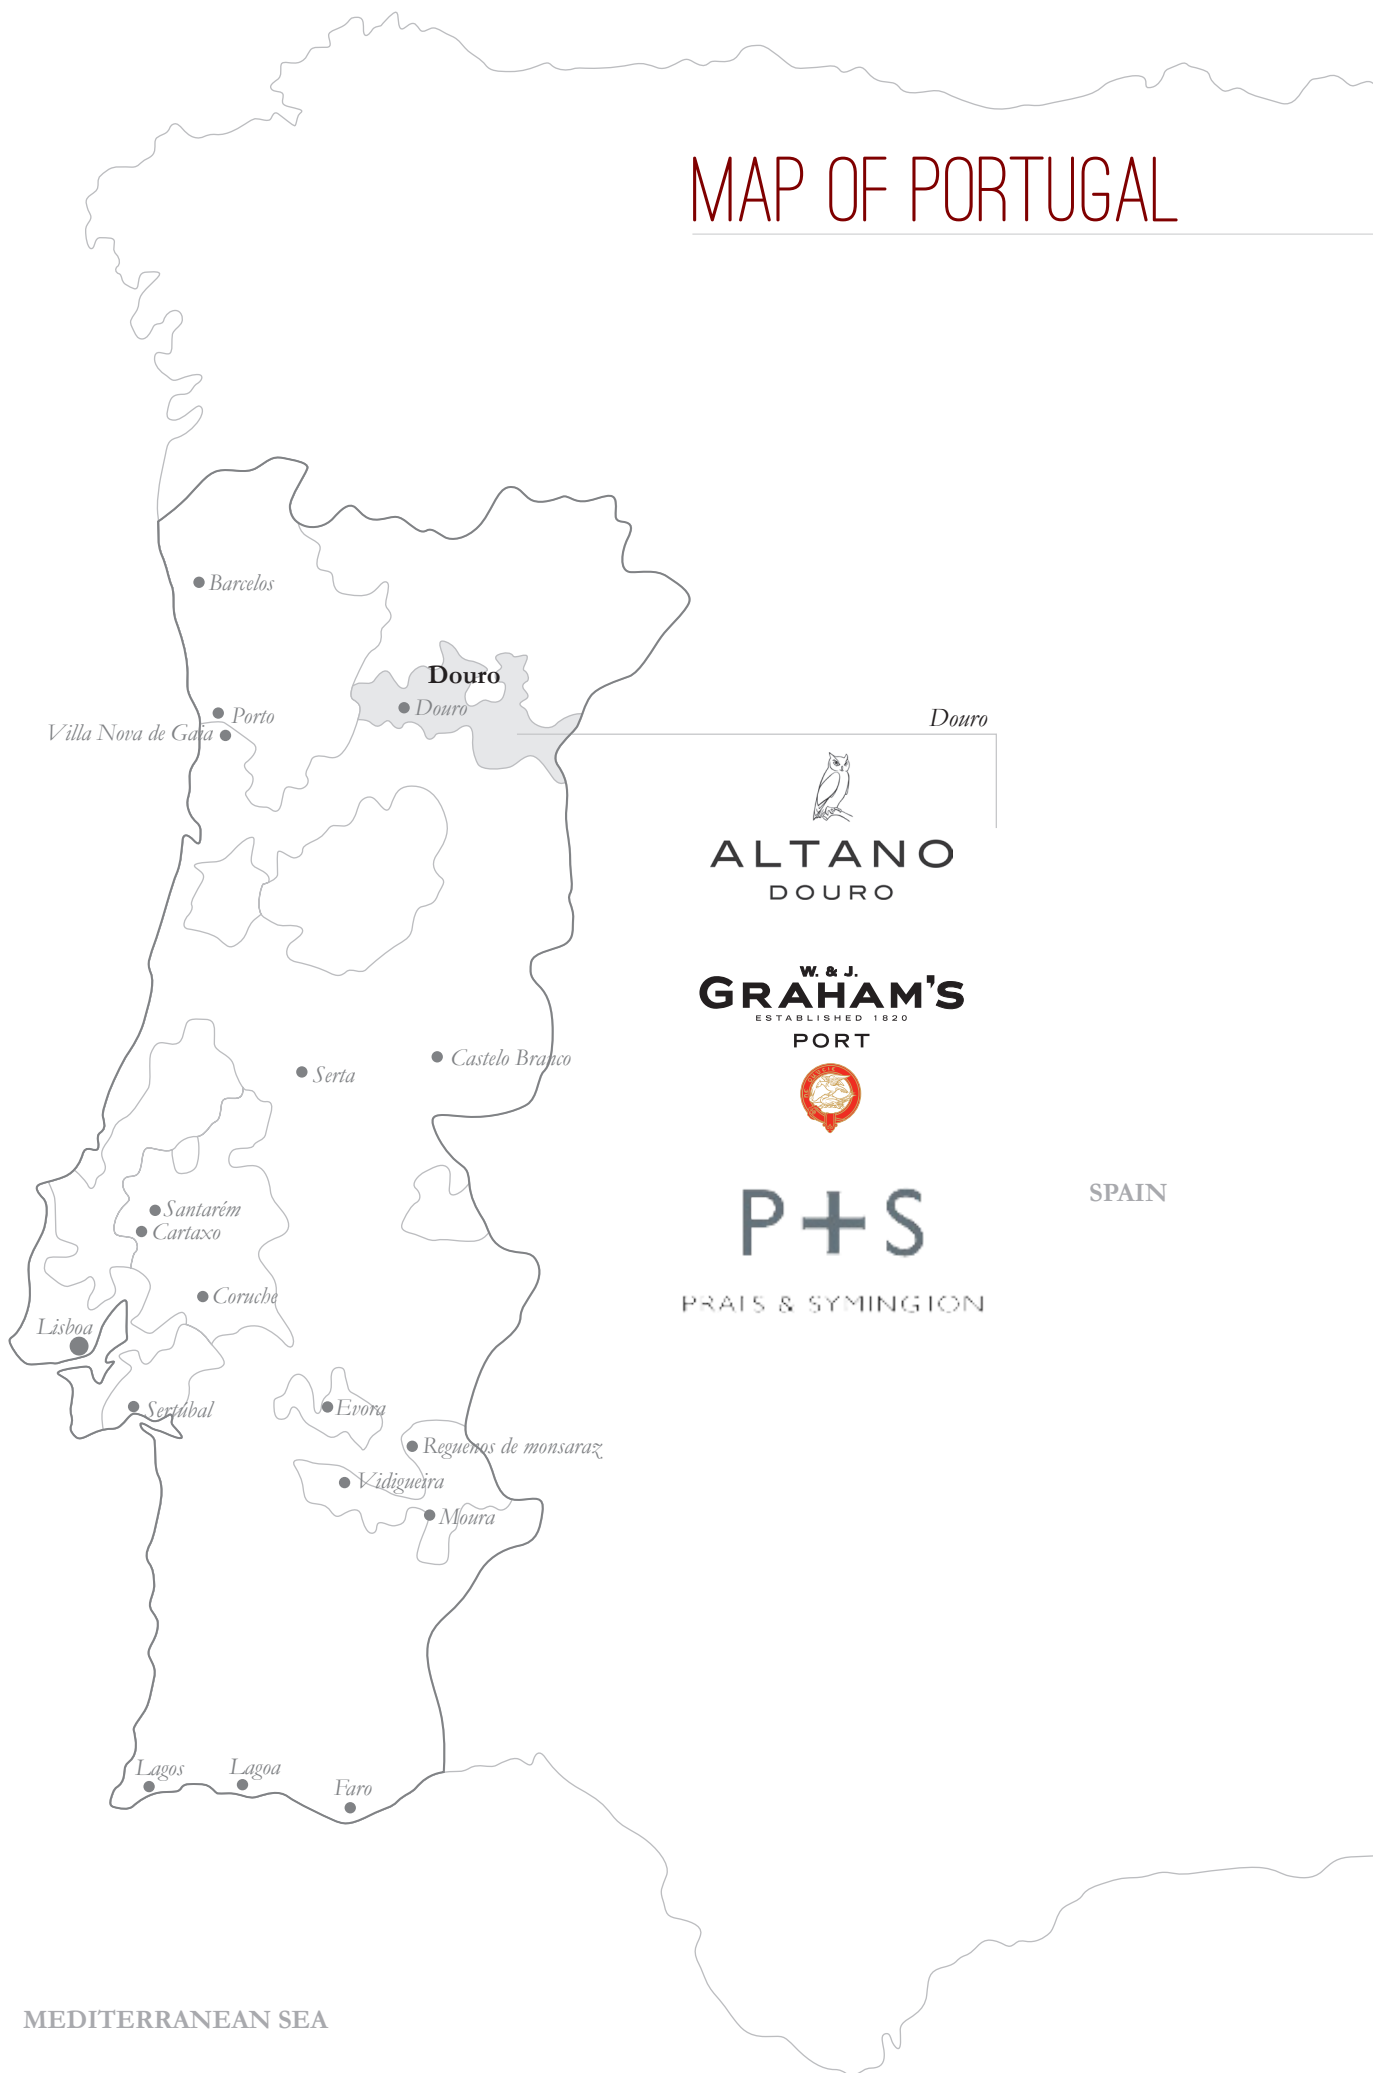 MAP OF PORTUGAL
Barcelos
Douro
Douro
Porto
Villa Nova de Gaia
Douro
ALTANO
DOURO
W. & J.
GRAHAM'S
ESTABLISHED 1820
PORT
Castelo Branco
Serta
P+S
SPAIN
Santarém
Cartaxo
Coruche
PRATS & SYMINGTON
Lisboa
Sertúbal
Evora
Reguenos de monsaraz
Vidigueira
Moura
Lagos
Lagoa
Faro
MEDITERRANEAN SEA